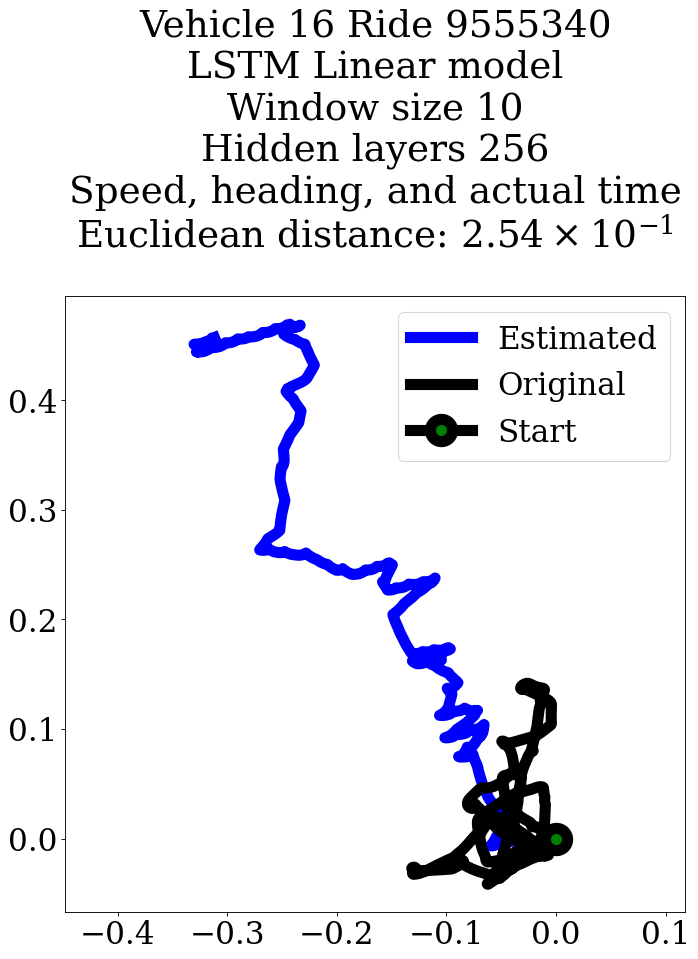 Vehicle 16 Ride 9555340
LSTM Linear model
Window size 10
Hidden layers 256
Speed, heading, and actual time
Euclidean distance: 2.54 × 10⁻¹
Estimated
Original
Start
0.4
0.3
0.2
0.1
0.0
−0.4 −0.3 −0.2 −0.1 0.0 0.1